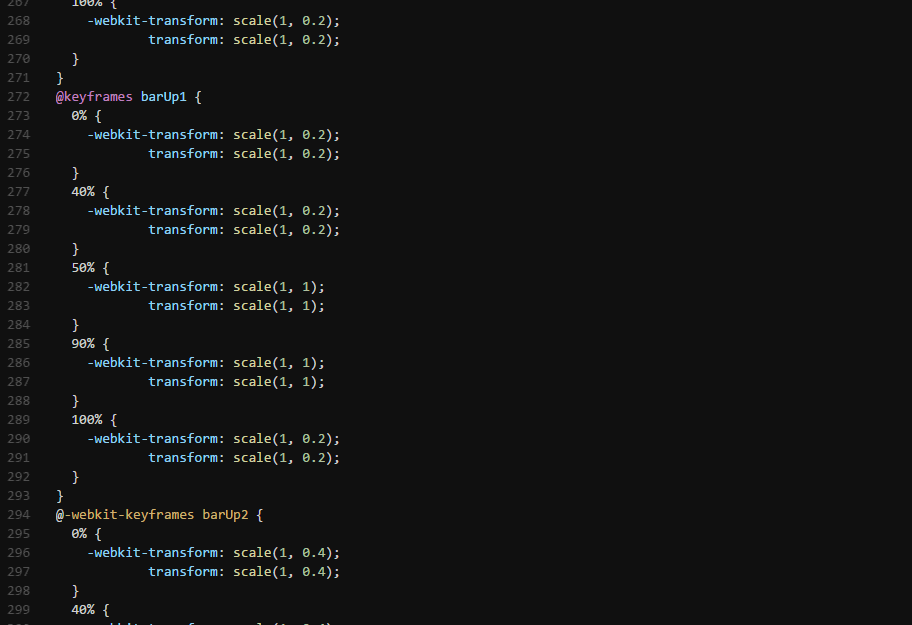 267 100% {
268 -webkit-transform: scale(1, 0.2);
269 transform: scale(1, 0.2);
270 }
271 }
272 @keyframes barUp1 {
273 0% {
274 -webkit-transform: scale(1, 0.2);
275 transform: scale(1, 0.2);
276 }
277 40% {
278 -webkit-transform: scale(1, 0.2);
279 transform: scale(1, 0.2);
280 }
281 50% {
282 -webkit-transform: scale(1, 1);
283 transform: scale(1, 1);
284 }
285 90% {
286 -webkit-transform: scale(1, 1);
287 transform: scale(1, 1);
288 }
289 100% {
290 -webkit-transform: scale(1, 0.2);
291 transform: scale(1, 0.2);
292 }
293 }
294 @-webkit-keyframes barUp2 {
295 0% {
296 -webkit-transform: scale(1, 0.4);
297 transform: scale(1, 0.4);
298 }
299 40% {